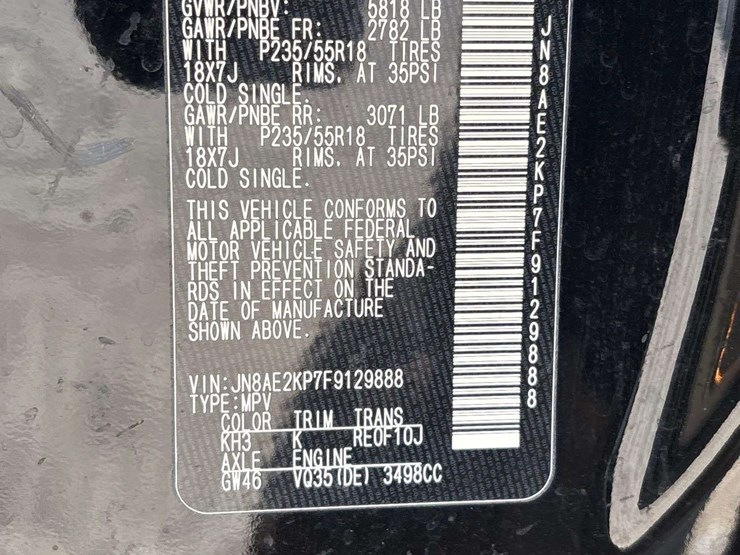 GVWR/PNBV: 5818 LB
GAWR/PNBE FR: 2782 LB
WITH P235/55R18 TIRES
18X7J RIMS, AT 35PSI
COLD SINGLE.
GAWR/PNBE RR: 3071 LB
WITH P235/55R18 TIRES
18X7J RIMS, AT 35PSI
COLD SINGLE.
THIS VEHICLE CONFORMS TO
ALL APPLICABLE FEDERAL
MOTOR VEHICLE SAFETY AND
THEFT PREVENTION STANDA-
RDS IN EFFECT ON THE
DATE OF MANUFACTURE
SHOWN ABOVE.
VIN:JN8AE2KP7F9129888
TYPE:MPV
COLOR TRIM TRANS
KH3 K RE0F10J
AXLE ENGINE
GW46 VQ35(DE) 3498CC
JN8AE2KP7F9129888